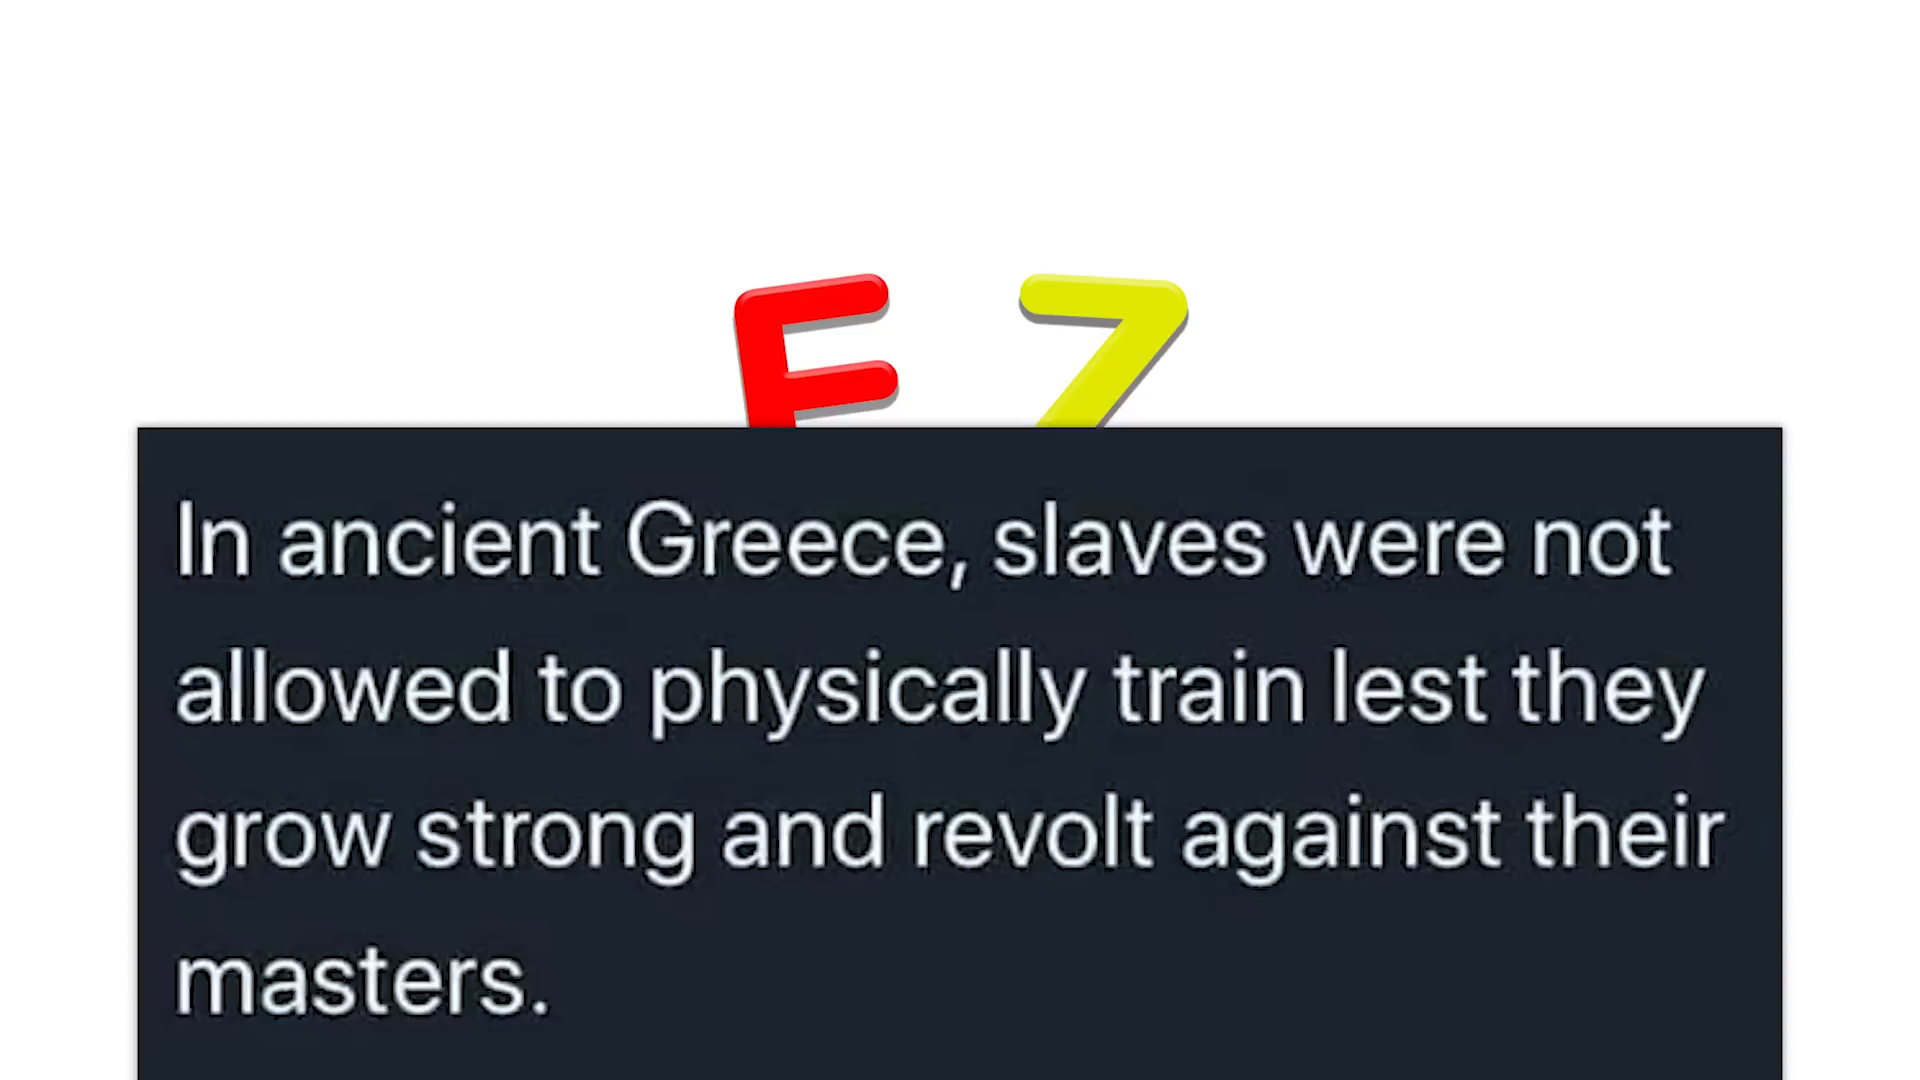 In ancient Greece, slaves were not
allowed to physically train lest they
grow strong and revolt against their
masters.